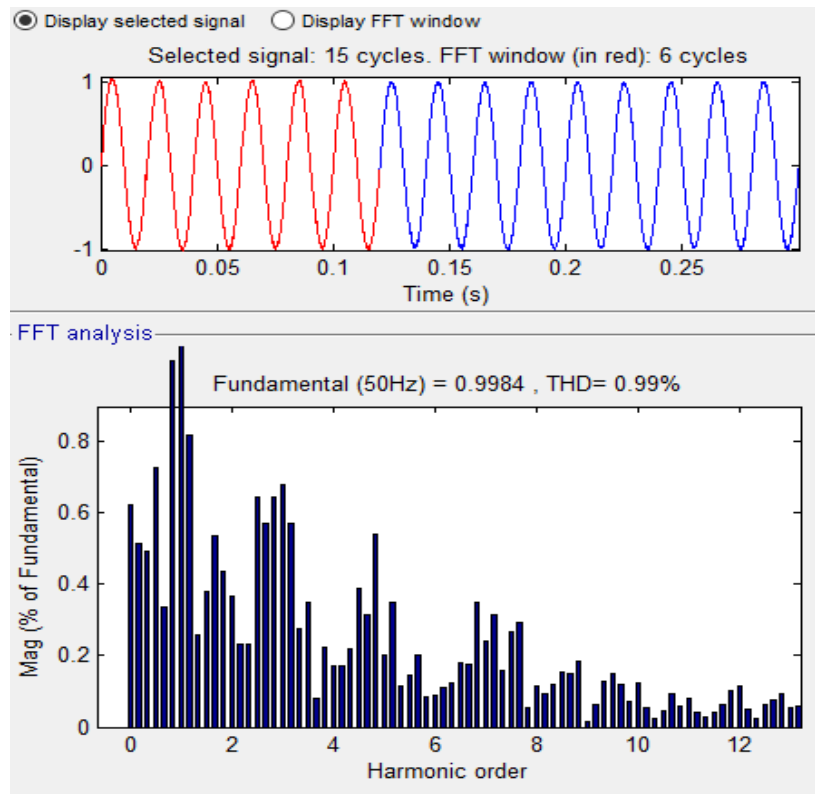 Display selected signal Display FFT window
Selected signal: 15 cycles. FFT window (in red): 6 cycles
1
0
-1
0 0.05 0.1 0.15 0.2 0.25
Time (s)
FFT analysis
Fundamental (50Hz) = 0.9984 , THD= 0.99%
0.8
0.6
0.4
0.2
0
Mag (% of Fundamental)
0 2 4 6 8 10 12
Harmonic order